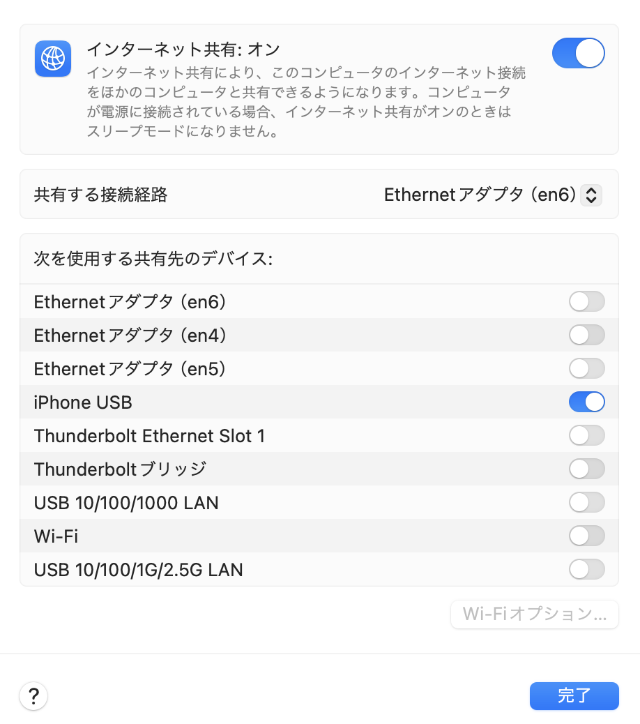 インターネット共有: オン
インターネット共有により、このコンピュータのインターネット接続
をほかのコンピュータと共有できるようになります。コンピュータ
が電源に接続されている場合、インターネット共有がオンのときは
スリープモードになりません。
共有する接続経路 Ethernetアダプタ（en6）
次を使用する共有先のデバイス:
Ethernetアダプタ（en6）
Ethernetアダプタ（en4）
Ethernetアダプタ（en5）
iPhone USB
Thunderbolt Ethernet Slot 1
Thunderboltブリッジ
USB 10/100/1000 LAN
Wi-Fi
USB 10/100/1G/2.5G LAN
Wi-Fiオプション...
? 完了